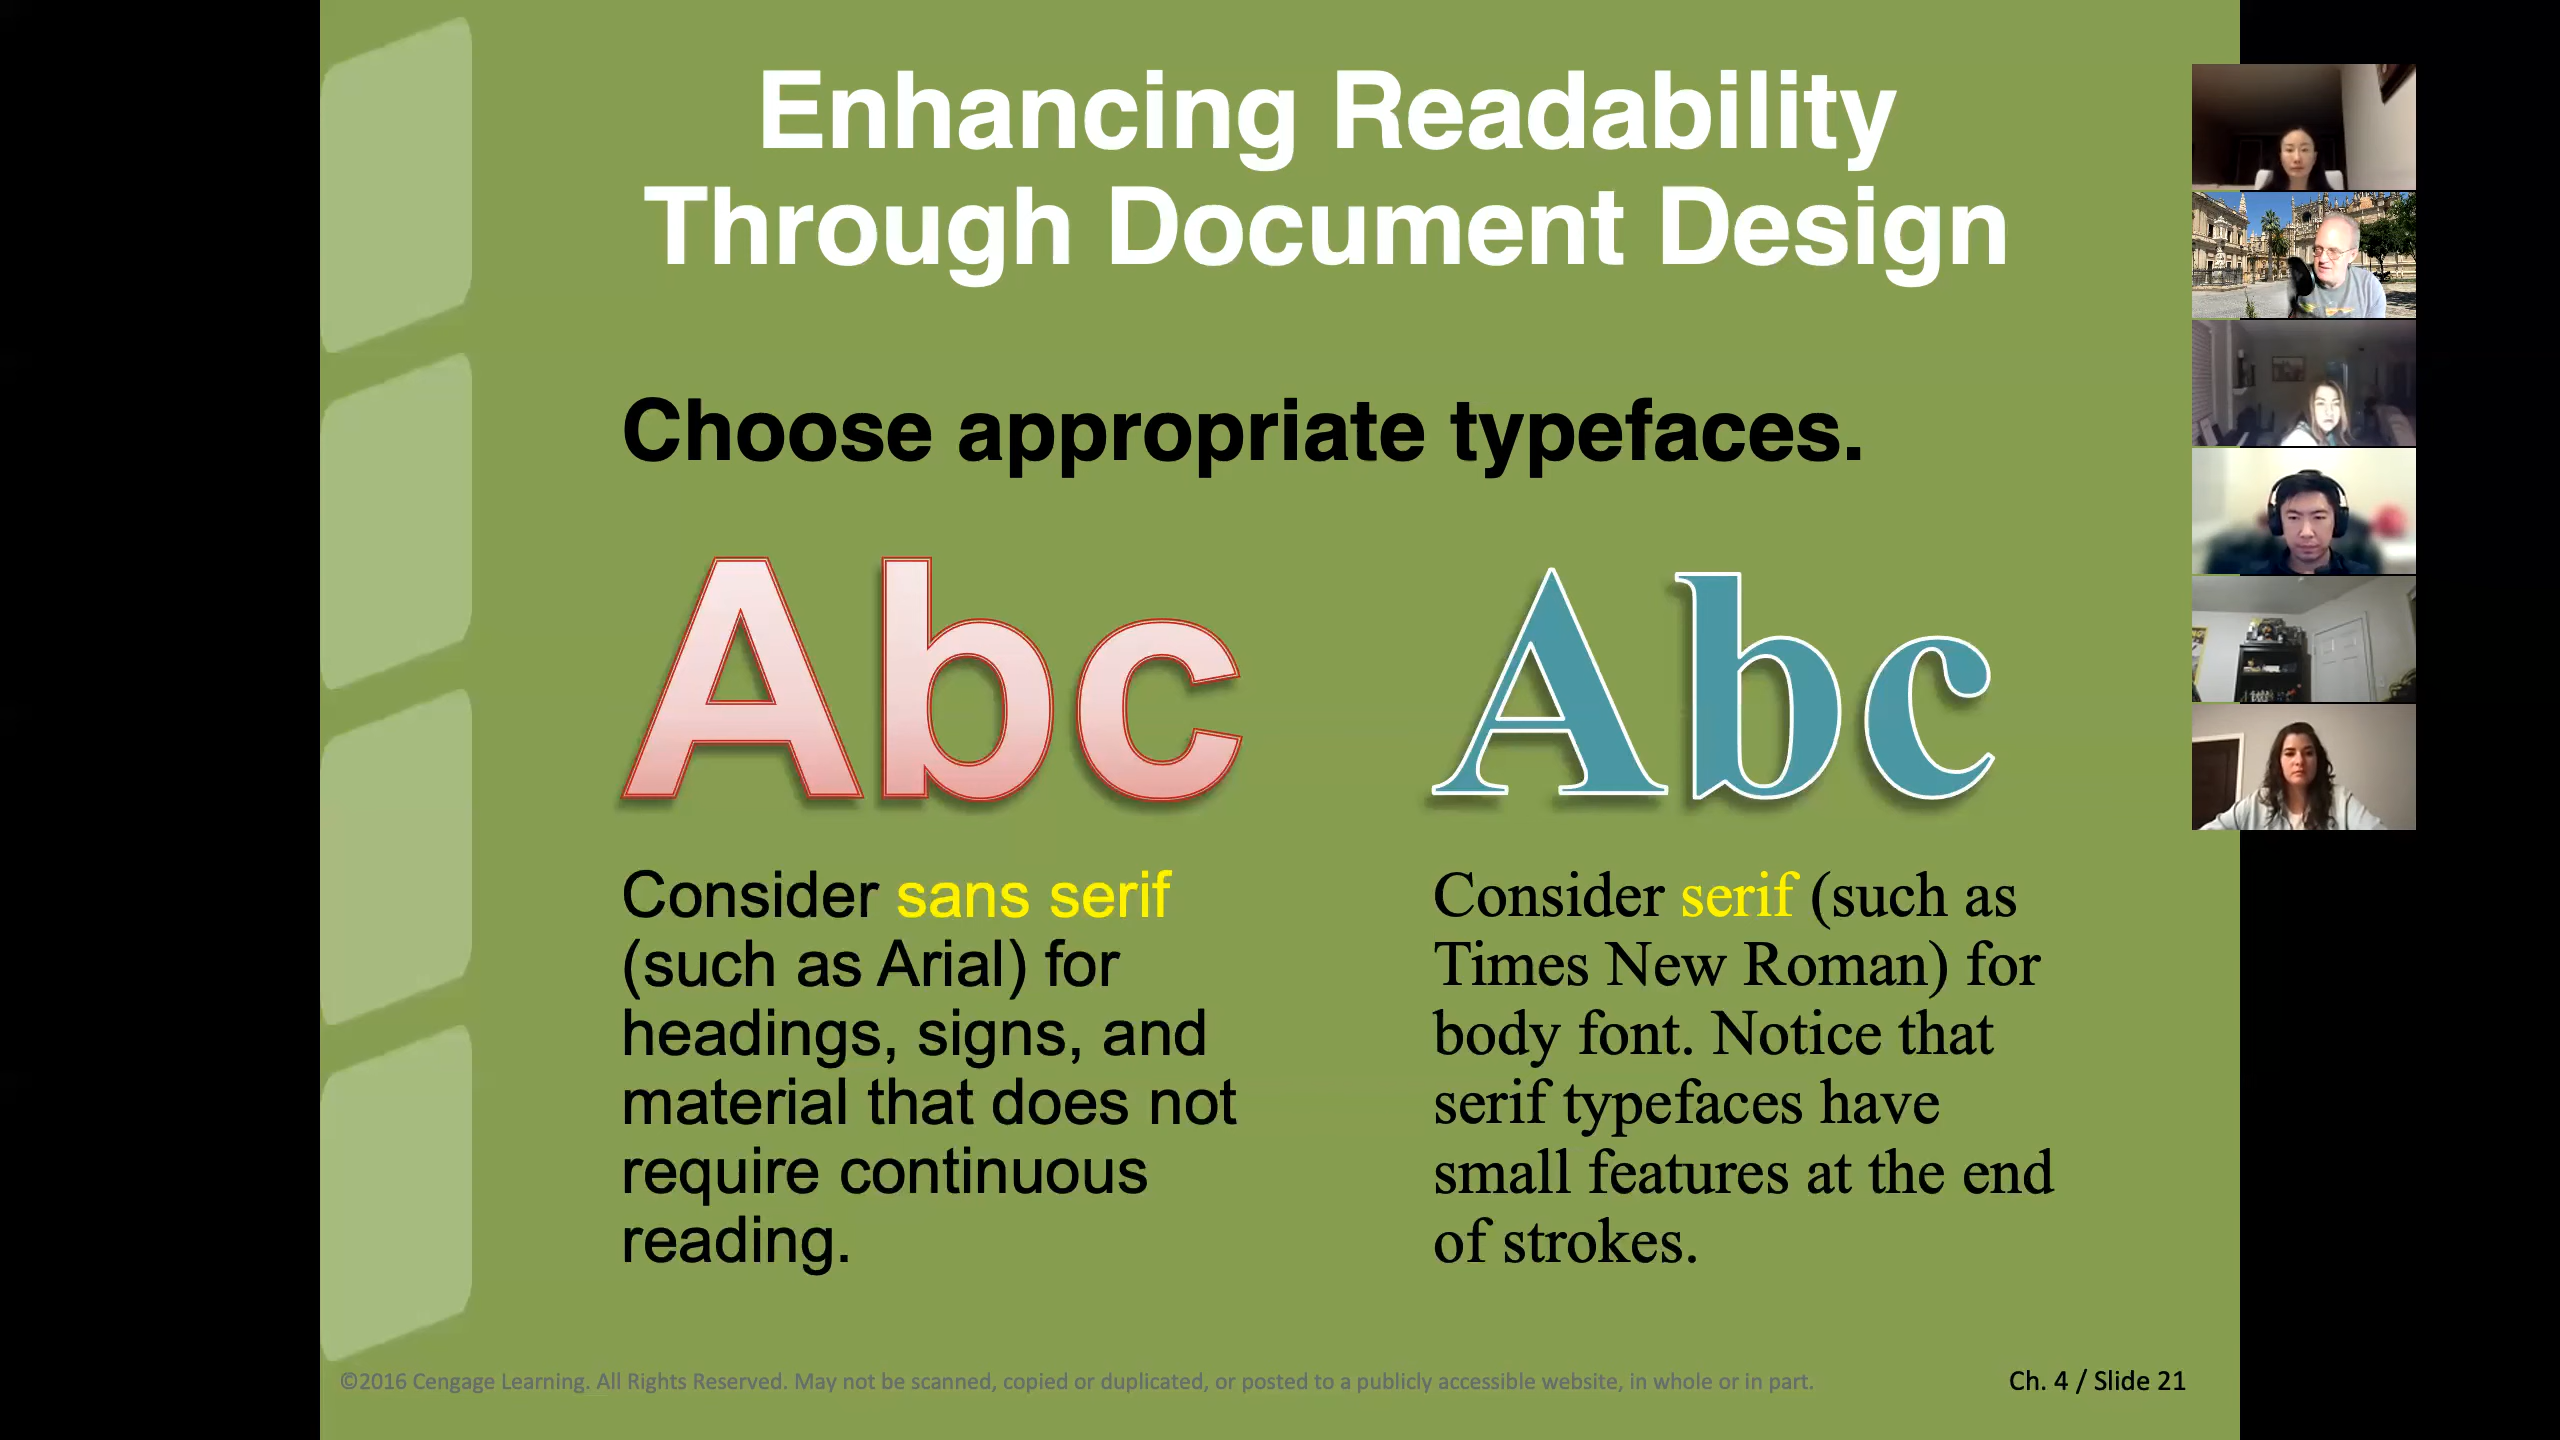 Enhancing Readability
Through Document Design
Choose appropriate typefaces.
Abc
Consider sans serif
(such as Arial) for
headings, signs, and
material that does not
require continuous
reading.
Abc
Consider serif (such as
Times New Roman) for
body font. Notice that
serif typefaces have
small features at the end
of strokes.
©2016 Cengage Learning. All Rights Reserved. May not be scanned, copied or duplicated, or posted to a publicly accessible website, in whole or in part.
Ch. 4 / Slide 21